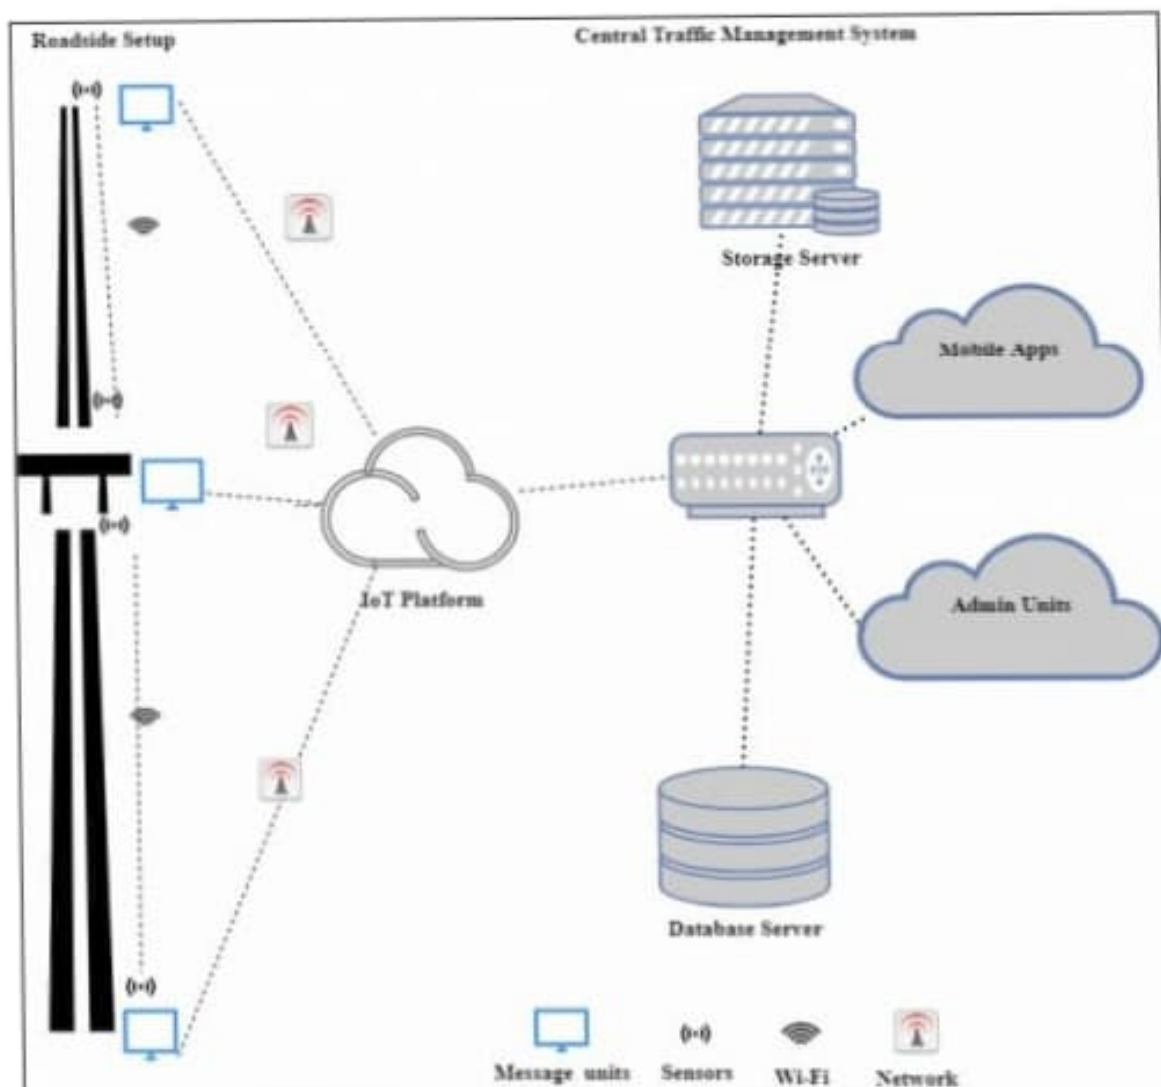 Roadside Setup
Central Traffic Management System
Storage Server
Mobile Apps
IoT Platform
Admin Units
Database Server
Message units
Sensors
Wi-Fi
Network